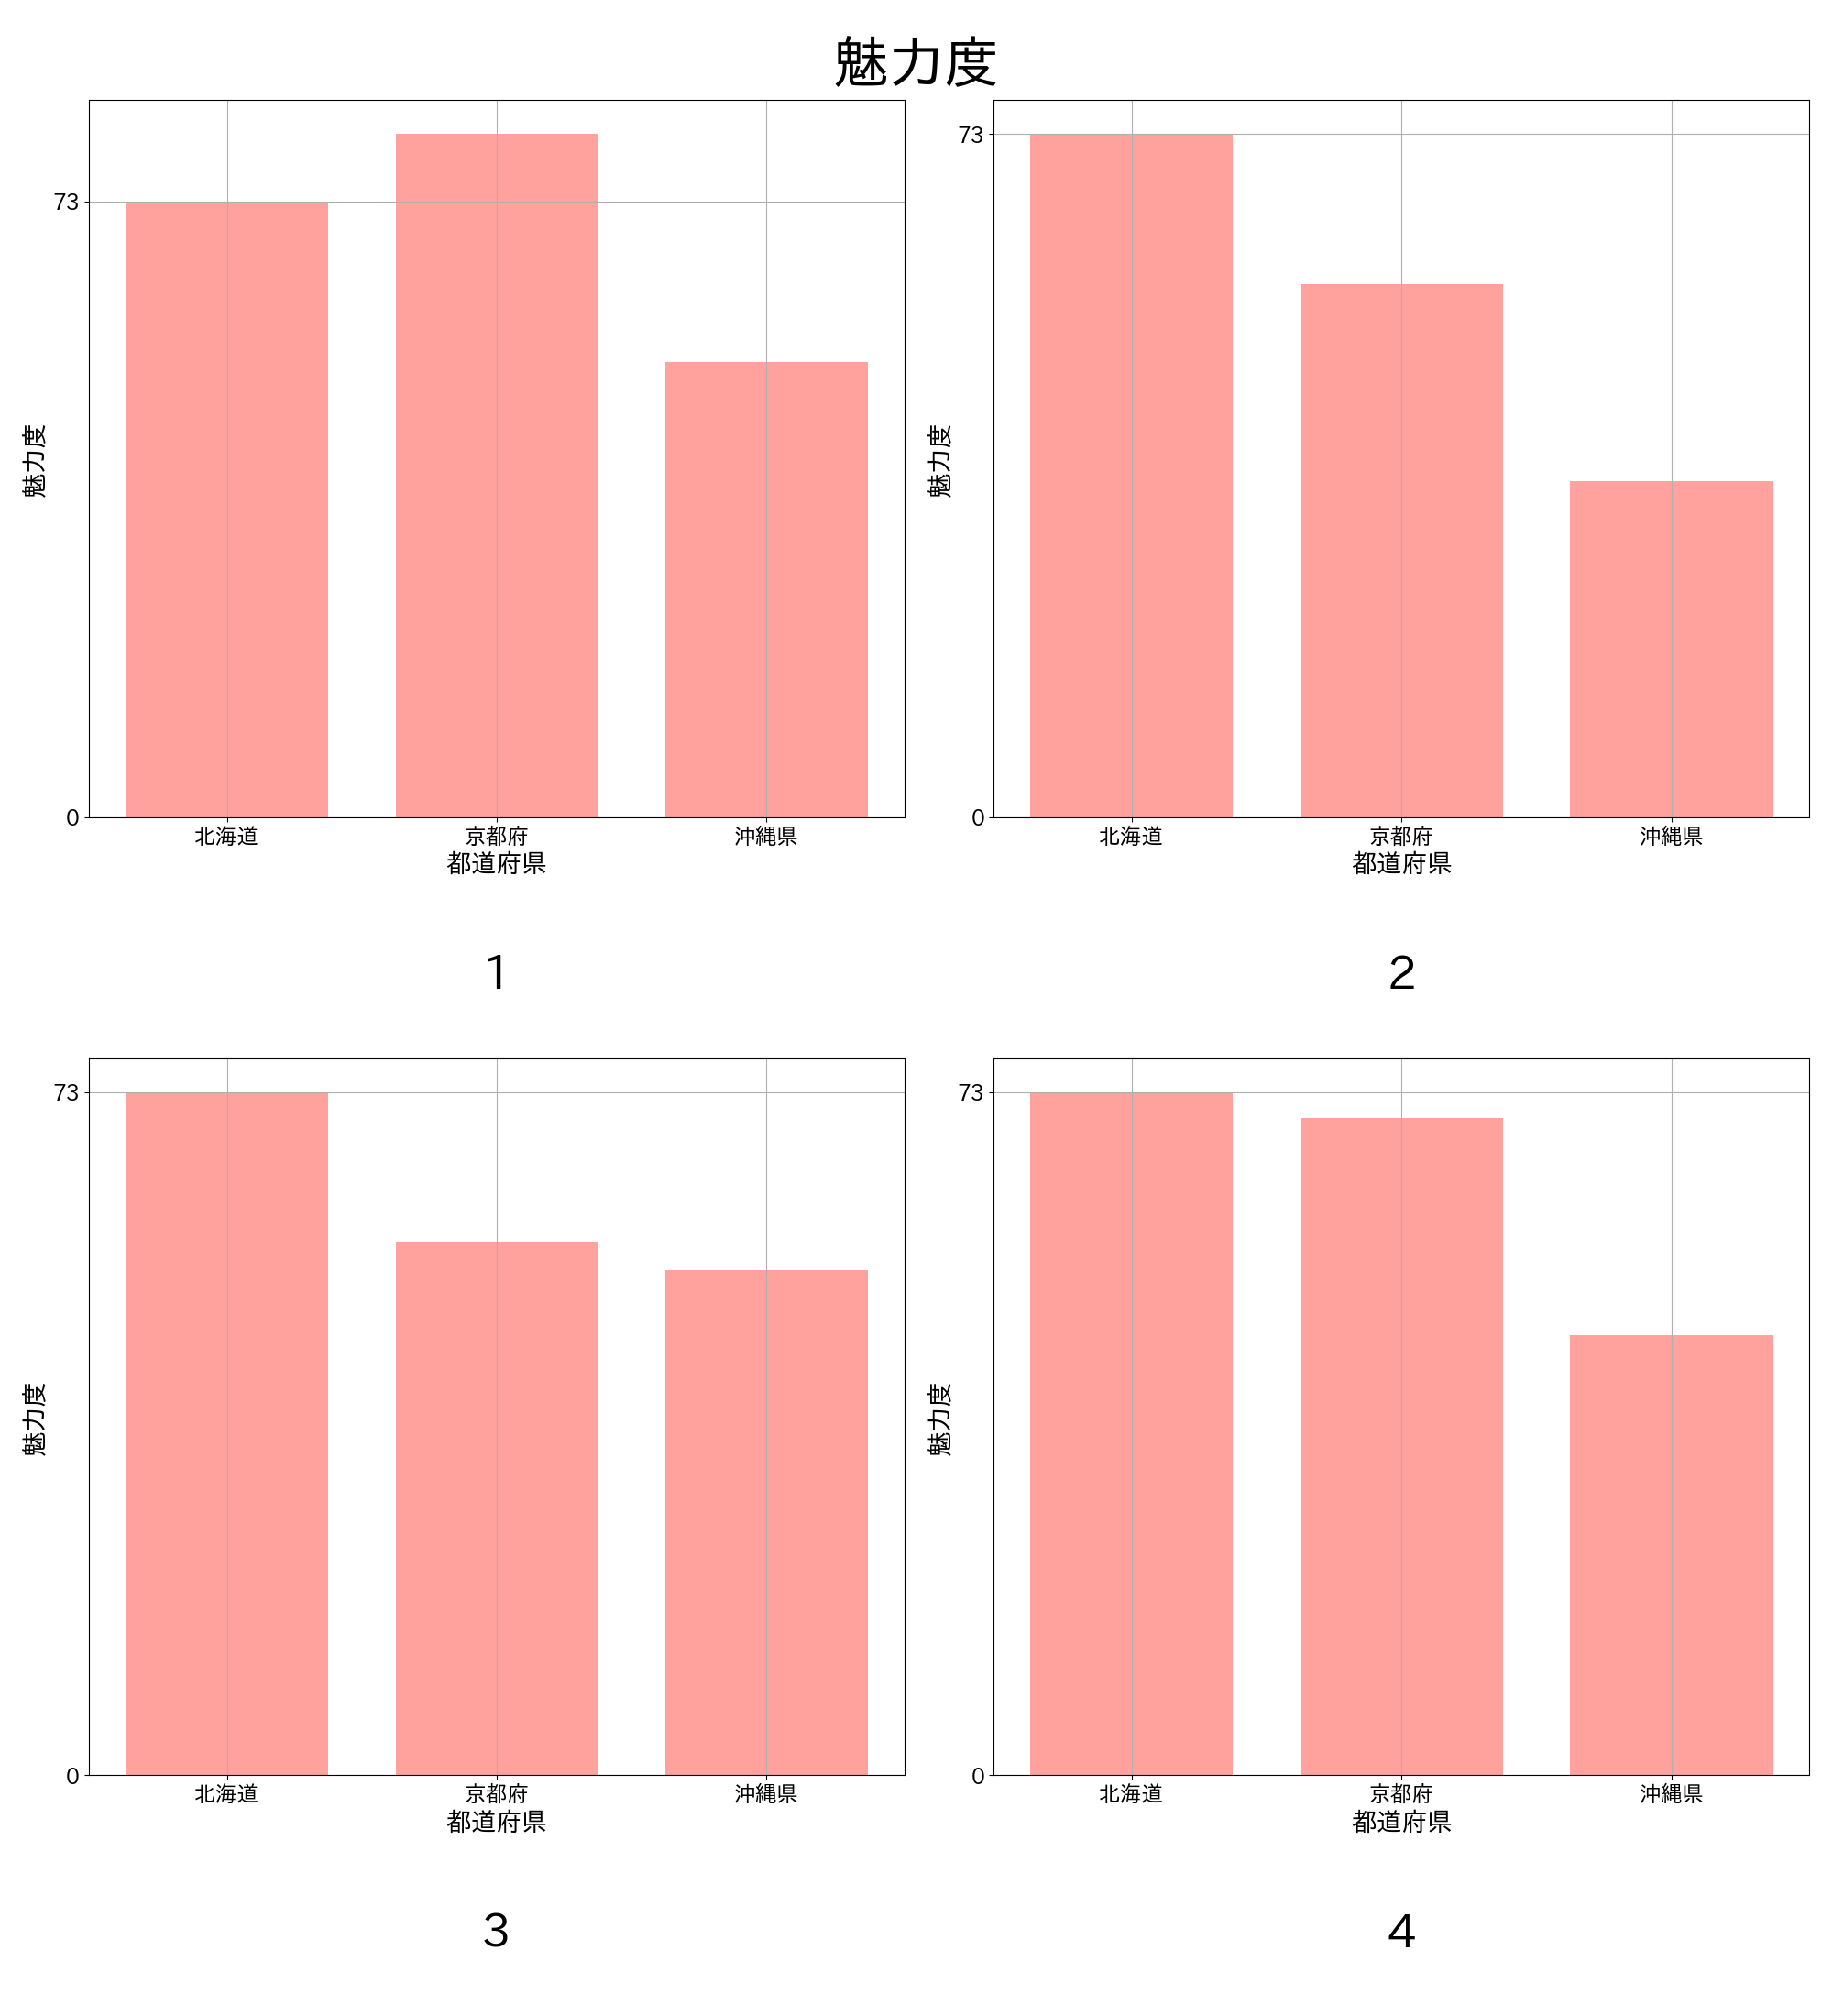 魅力度
73
0
魅力度
北海道 京都府 沖縄県
都道府県
1
73
0
魅力度
北海道 京都府 沖縄県
都道府県
2
73
0
魅力度
北海道 京都府 沖縄県
都道府県
3
73
0
魅力度
北海道 京都府 沖縄県
都道府県
4